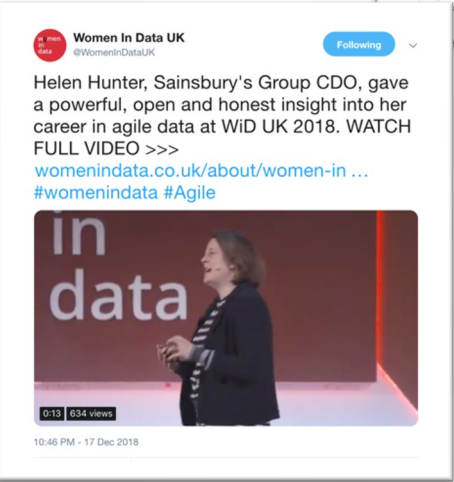 women
in
data
Women In Data UK
@WomenInDataUK
Following
Helen Hunter, Sainsbury's Group CDO, gave
a powerful, open and honest insight into her
career in agile data at WiD UK 2018. WATCH
FULL VIDEO >>>
womenindata.co.uk/about/women-in ...
#womenindata #Agile
in
data
0:13 634 views
10:46 PM - 17 Dec 2018